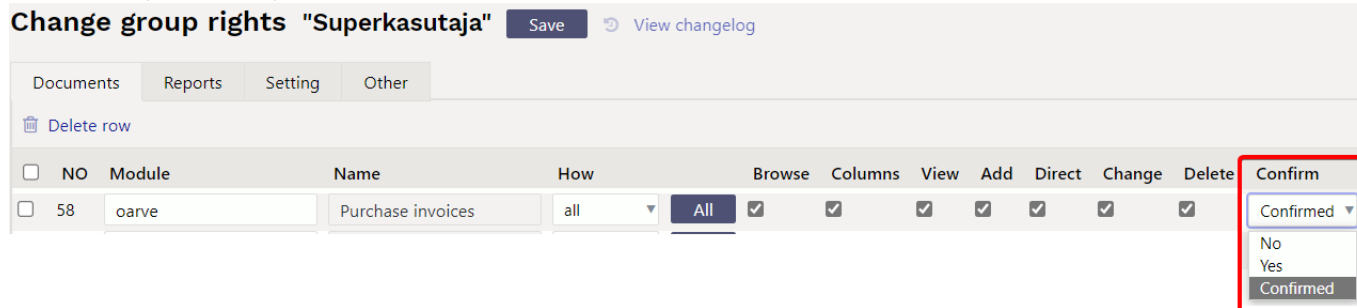 Change group rights "Superkasutaja" Save View changelog
Documents Reports Setting Other
Delete row
NO Module Name How Browse Columns View Add Direct Change Delete Confirm
58 oarve Purchase invoices all All Confirmed
No
Yes
Confirmed